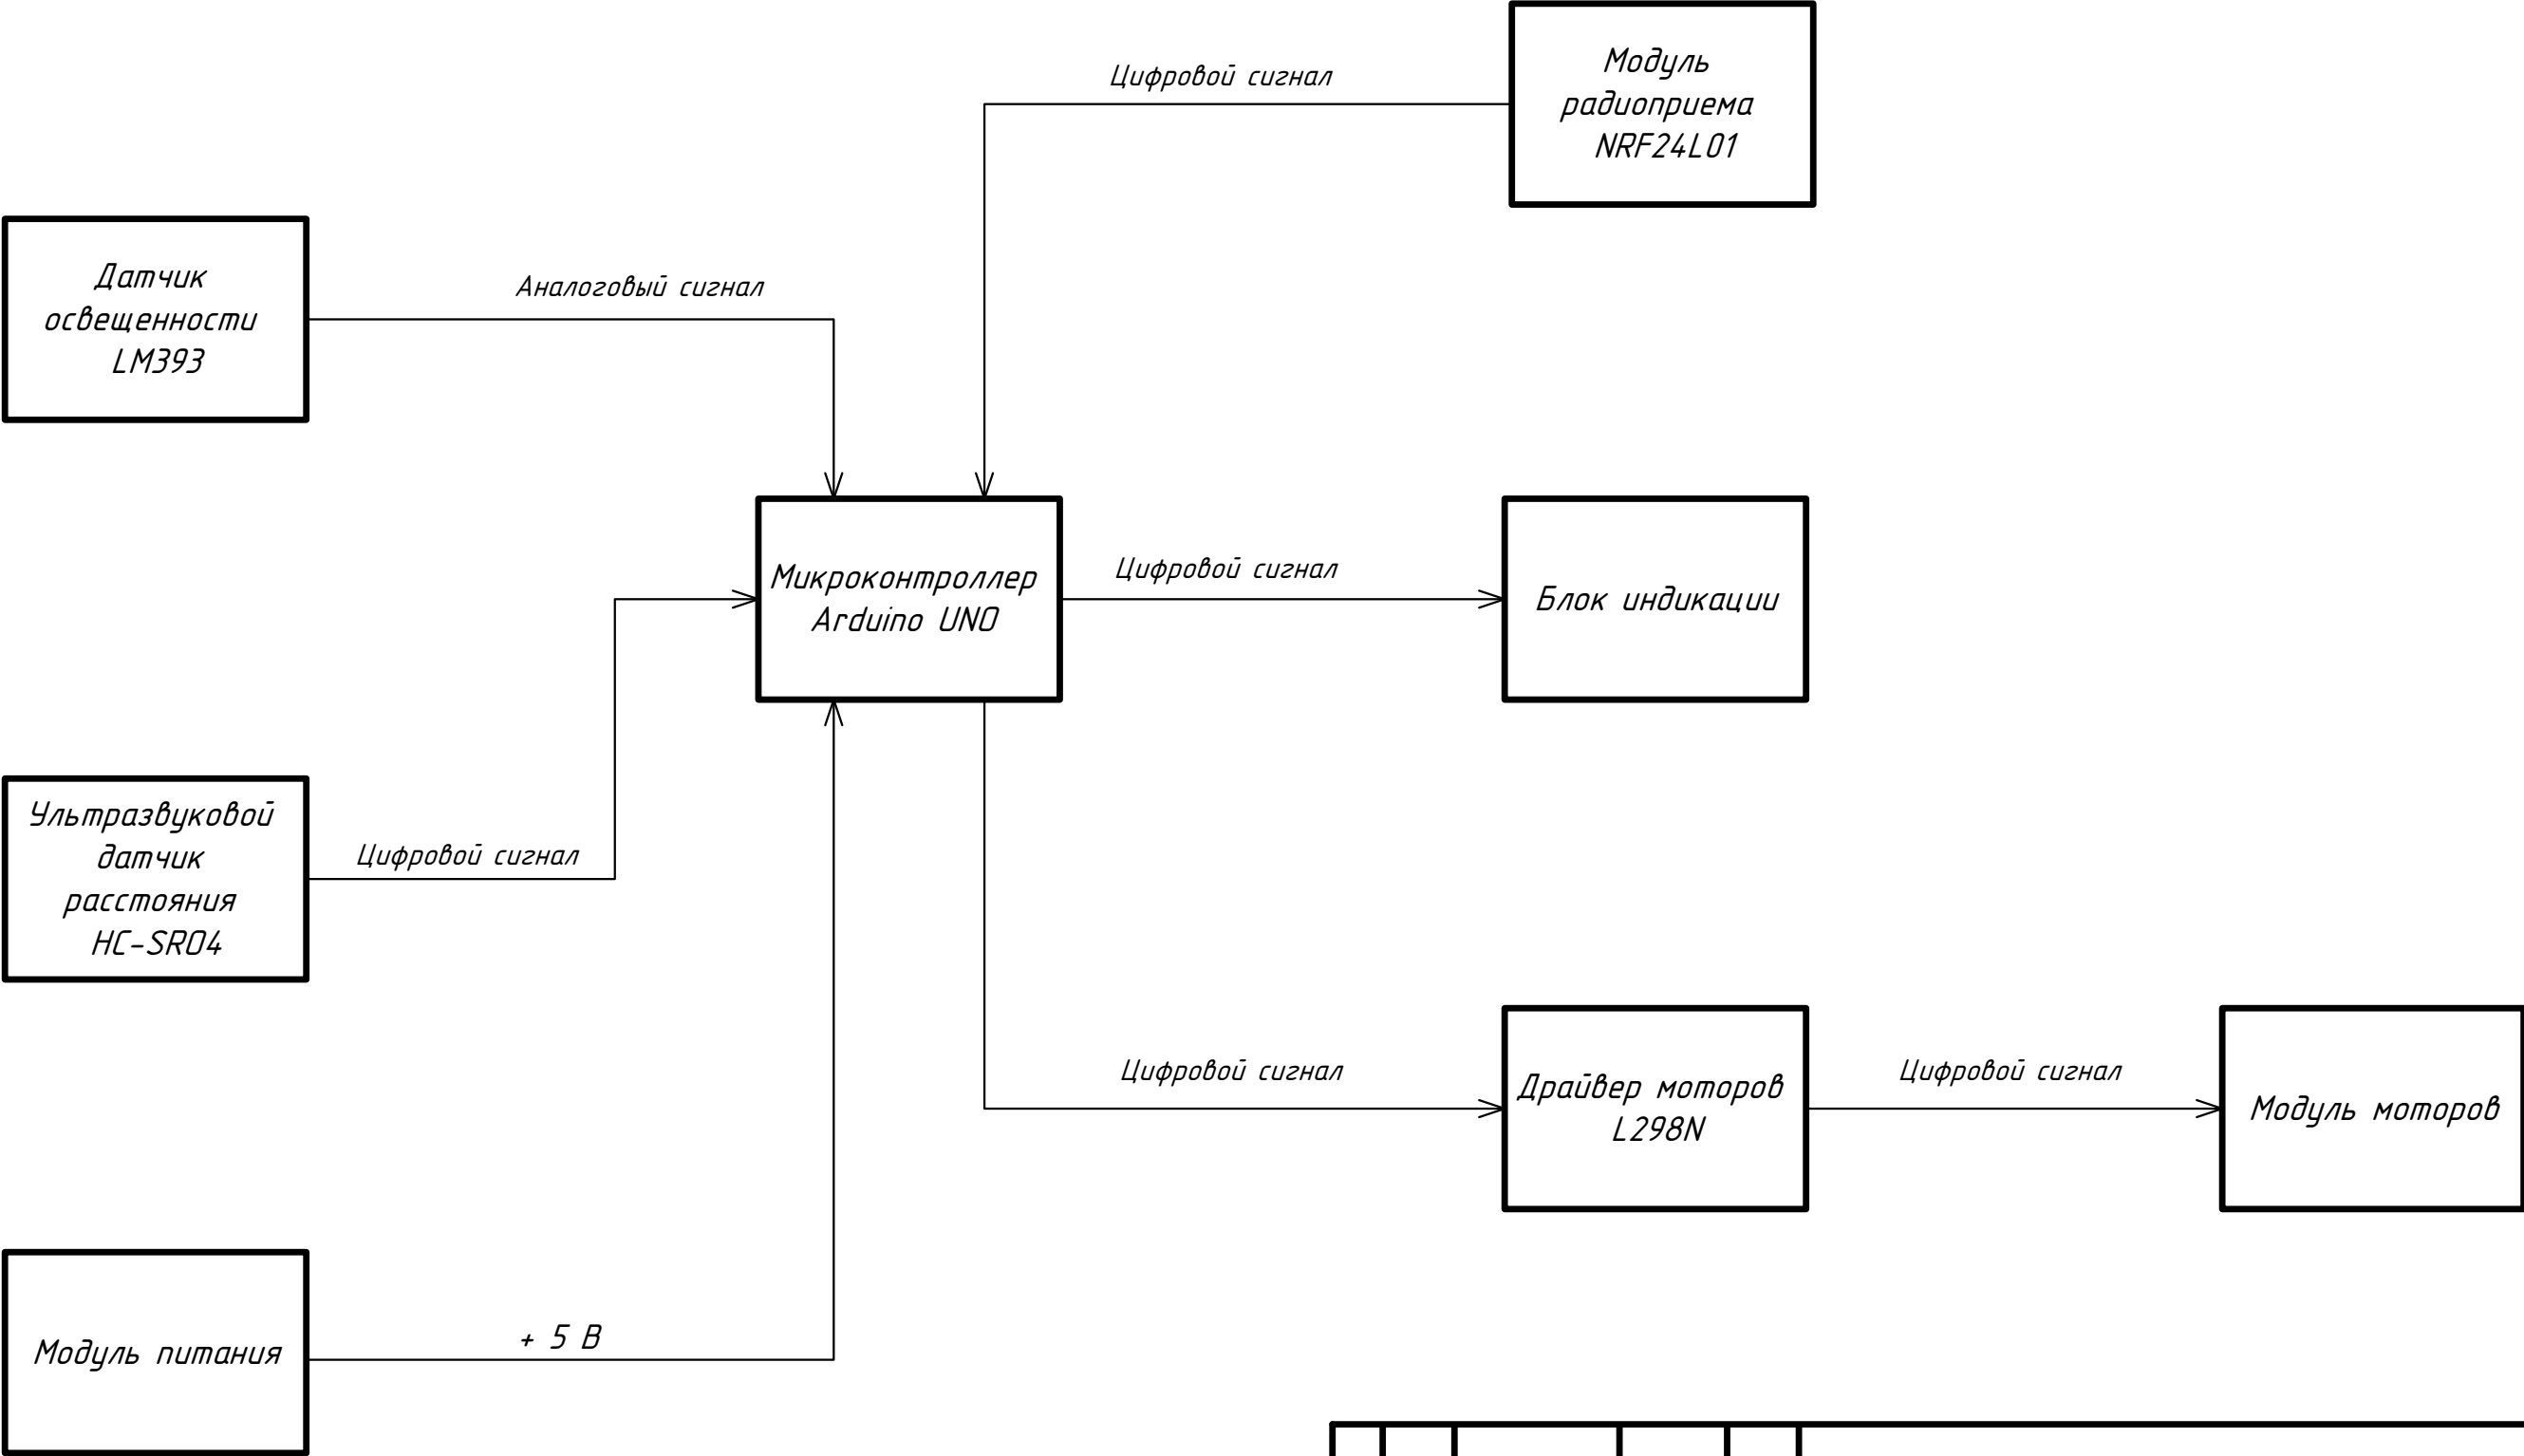 Цифровой сигнал
Модуль
радиоприема
NRF24L01
Датчик
освещенности
LM393
Аналоговый сигнал
Микроконтроллер
Arduino UNO
Цифровой сигнал
Блок индикации
Ультразвуковой
датчик
расстояния
HC-SR04
Цифровой сигнал
Цифровой сигнал
Драйвер моторов
L298N
Цифровой сигнал
Модуль моторов
Модуль питания
+ 5 В